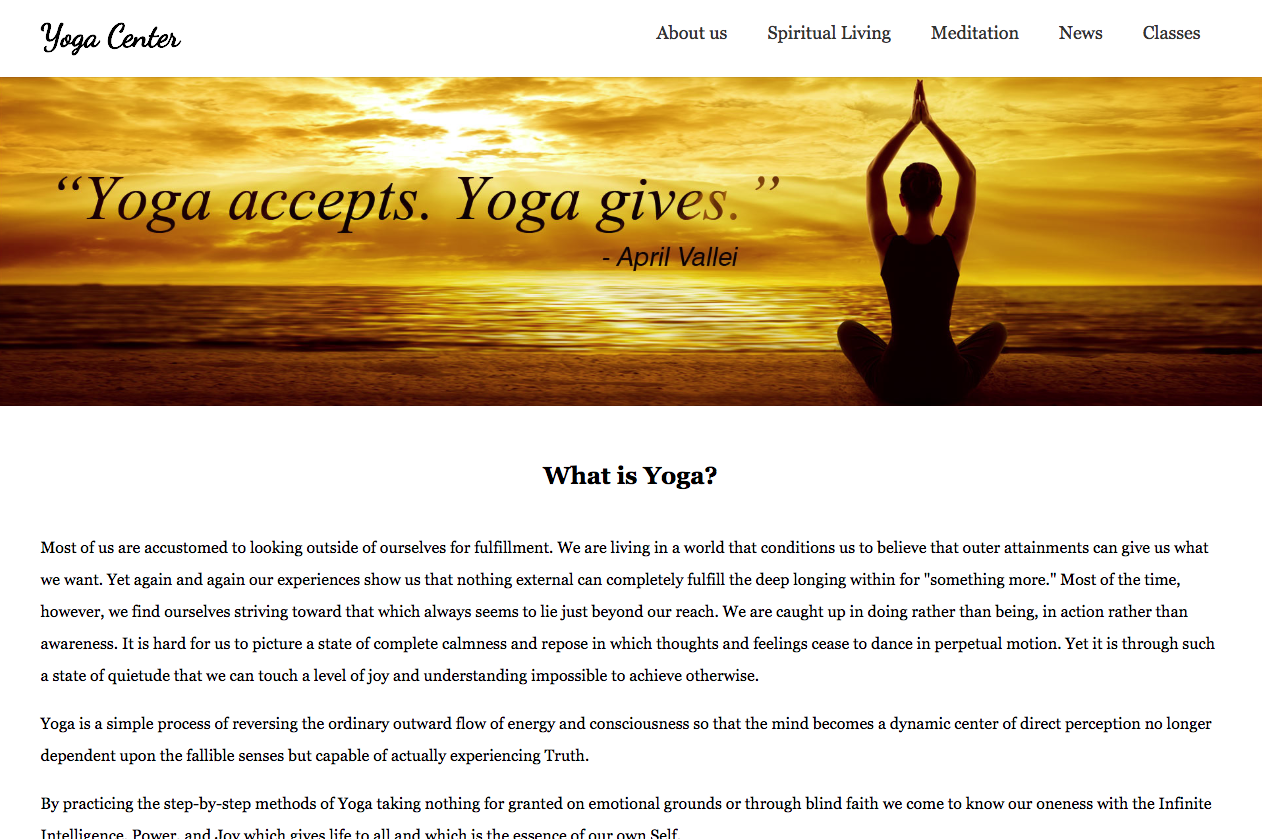 Yoga Center
About us Spiritual Living Meditation News Classes
“Yoga accepts. Yoga gives.”
- April Vallei
What is Yoga?
Most of us are accustomed to looking outside of ourselves for fulfillment. We are living in a world that conditions us to believe that outer attainments can give us what
we want. Yet again and again our experiences show us that nothing external can completely fulfill the deep longing within for "something more." Most of the time,
however, we find ourselves striving toward that which always seems to lie just beyond our reach. We are caught up in doing rather than being, in action rather than
awareness. It is hard for us to picture a state of complete calmness and repose in which thoughts and feelings cease to dance in perpetual motion. Yet it is through such
a state of quietude that we can touch a level of joy and understanding impossible to achieve otherwise.
Yoga is a simple process of reversing the ordinary outward flow of energy and consciousness so that the mind becomes a dynamic center of direct perception no longer
dependent upon the fallible senses but capable of actually experiencing Truth.
By practicing the step-by-step methods of Yoga taking nothing for granted on emotional grounds or through blind faith we come to know our oneness with the Infinite
Intelligence, Power, and Joy which gives life to all and which is the essence of our own Self.